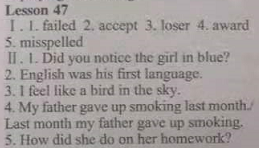 Lesson 47
Ⅰ. 1. failed 2. accept 3. loser 4. award
5. misspelled
Ⅱ. 1. Did you notice the girl in blue?
2. English was his first language.
3. I feel like a bird in the sky.
4. My father gave up smoking last month./
Last month my father gave up smoking.
5. How did she do on her homework?